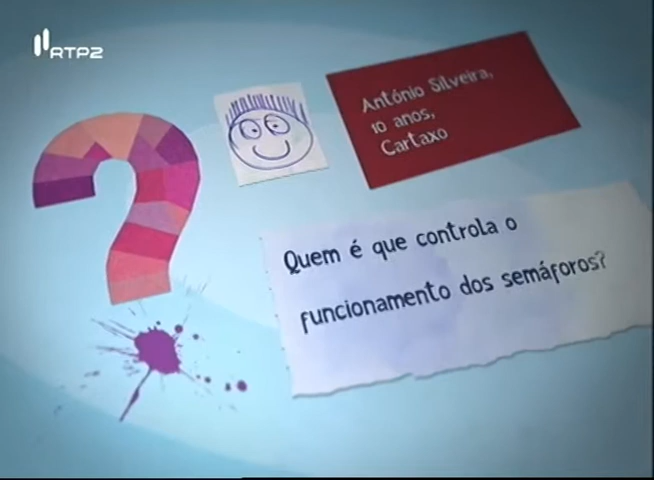 RTP2
António Silveira,
10 anos,
Cartaxo
Quem é que controla o
funcionamento dos semáforos?